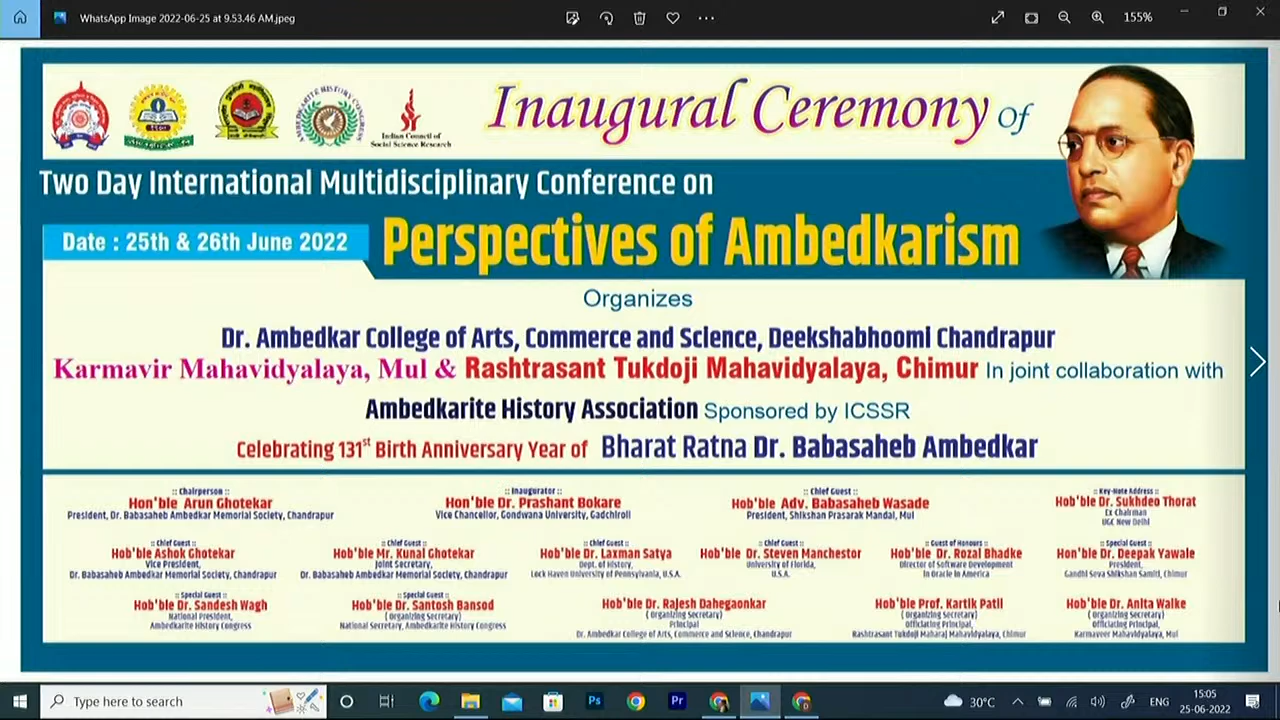 WhatsApp Image 2022-06-25 at 9.53.46 AM.jpeg
155%
Indian Council of
Social Science Research
Inaugural Ceremony of
Two Day International Multidisciplinary Conference on
Date : 25th & 26th June 2022
Perspectives of Ambedkarism
Organizes
Dr. Ambedkar College of Arts, Commerce and Science, Deekshabhoomi Chandrapur
Karmavir Mahavidyalaya, Mul & Rashtrasant Tukdoji Mahavidyalaya, Chimur In joint collaboration with
Ambedkarite History Association Sponsored by ICSSR
Celebrating 131st Birth Anniversary Year of Bharat Ratna Dr. Babasaheb Ambedkar
:: Chairperson ::
Hon'ble Arun Ghotekar
President, Dr. Babasaheb Ambedkar Memorial Society, Chandrapur
:: Inaugurator ::
Hon'ble Dr. Prashant Bokare
Vice Chancellor, Gondwana University, Gadchiroli
:: Chief Guest ::
Hob'ble Adv. Babasaheb Wasade
President, Shikshan Prasarak Mandal, Mul
:: Key-Note Address ::
Hob'ble Dr. Sukhdeo Thorat
Ex Chairman
UGC New Delhi
:: Chief Guest ::
Hob'ble Ashok Ghotekar
Vice President,
Dr. Babasaheb Ambedkar Memorial Society, Chandrapur
:: Chief Guest ::
Hob'ble Mr. Kunal Ghotekar
Joint Secretary,
Dr. Babasaheb Ambedkar Memorial Society, Chandrapur
:: Chief Guest ::
Hob'ble Dr. Laxman Satya
Dept. of History,
Lock Haven University of Pennsylvania, U.S.A.
:: Chief Guest ::
Hob'ble Dr. Steven Manchestor
University of Florida,
U.S.A.
:: Guest of Honours ::
Hob'ble Dr. Rozal Bhadke
Director of Software Development
in Oracle in America
:: Special Guest ::
Hon'ble Dr. Deepak Yawale
President,
Gandhi Seva Shikshan Samiti, Chimur
:: Special Guest ::
Hob'ble Dr. Sandesh Wagh
National President,
Ambedkarite History Congress
:: Special Guest ::
Hob'ble Dr. Santosh Bansod
( Organizing Secretary)
National Secretary, Ambedkarite History Congress
Hob'ble Dr. Rajesh Dahegaonkar
( Organizing Secretary)
Principal
Dr. Ambedkar College of Arts, Commerce and Science, Chandrapur
Hob'ble Prof. Kartik Patil
( Organizing Secretary)
Officiating Principal,
Rashtrasant Tukdoji Maharaj Mahavidyalaya, Chimur
Hob'ble Dr. Anita Walke
( Organizing Secretary)
Officiating Principal,
Karmaveer Mahavidyalaya, Mul
Type here to search
Ps
Pr
30°C
ENG
15:05
25-06-2022